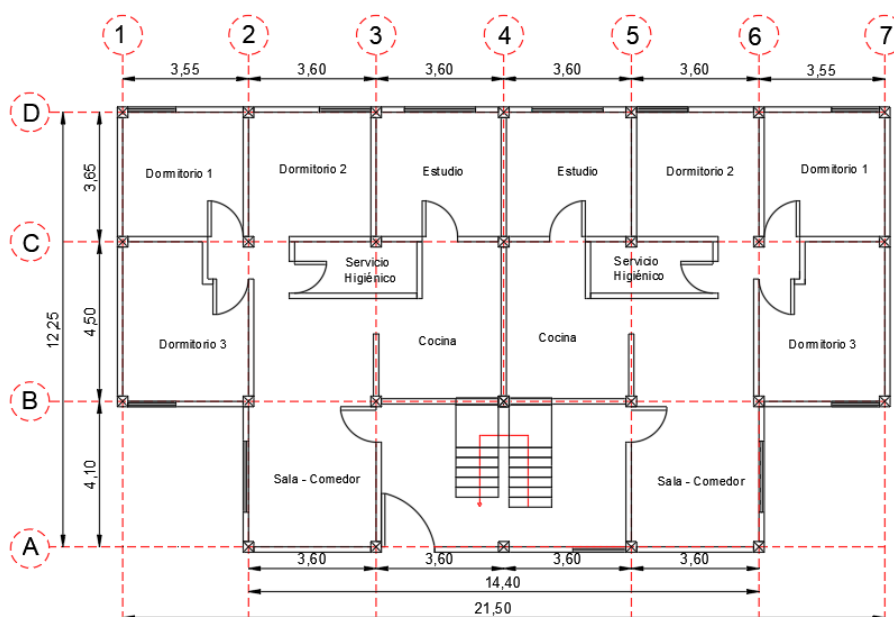 1 2 3 4 5 6 7
3,55 3,60 3,60 3,60 3,60 3,55
D
3,65
Dormitorio 1 Dormitorio 2 Estudio Estudio Dormitorio 2 Dormitorio 1
C
Servicio
Higiénico
Servicio
Higiénico
12,25
4,50
Dormitorio 3 Cocina Cocina Dormitorio 3
B
4,10
Sala - Comedor Sala - Comedor
A
3,60 3,60 3,60 3,60
14,40
21,50